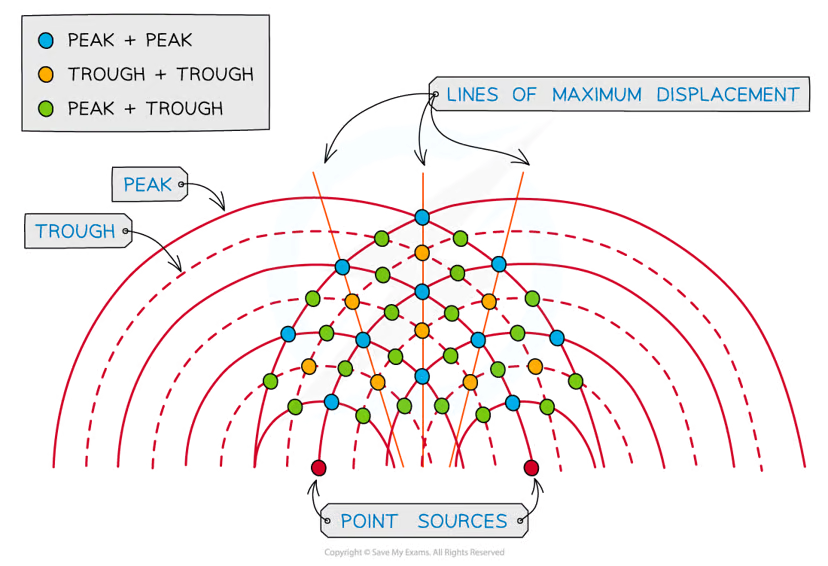 PEAK + PEAK
TROUGH + TROUGH
PEAK + TROUGH
LINES OF MAXIMUM DISPLACEMENT
PEAK
TROUGH
POINT SOURCES
Copyright © Save My Exams. All Rights Reserved